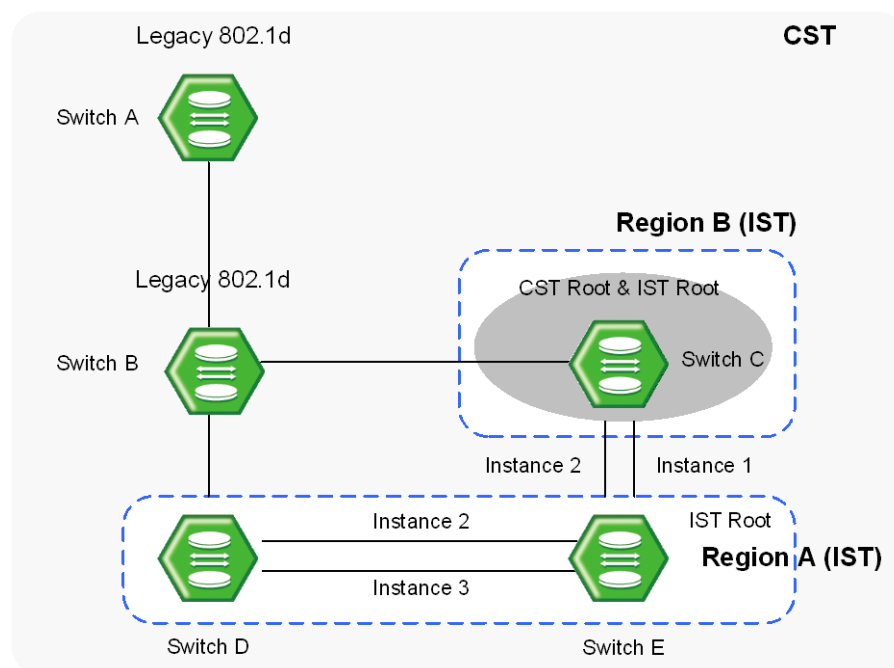 Legacy 802.1d
CST
Switch A
Region B (IST)
Legacy 802.1d
CST Root & IST Root
Switch B
Switch C
Instance 2
Instance 1
Instance 2
IST Root
Region A (IST)
Instance 3
Switch D
Switch E